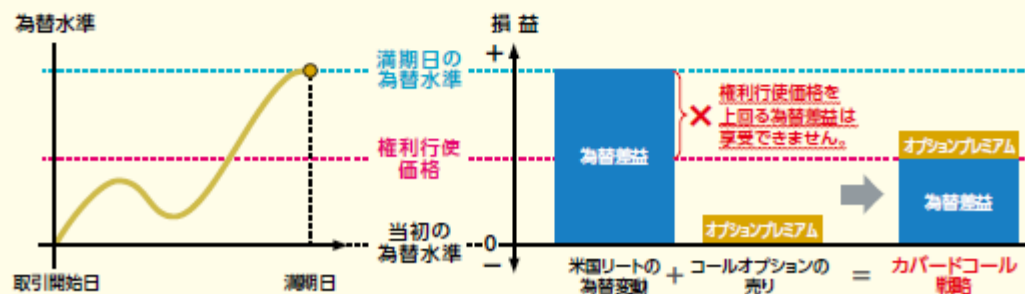 為替水準
取引開始日
満期日
満期日の
為替水準
権利行使
価格
当初の
為替水準
損益
+
0
−
為替差益
×
権利行使価格を
上回る為替差益は
享受できません。
オプションプレミアム
オプションプレミアム
為替差益
米国リートの
為替変動
+
コールオプションの
売り
=
カバードコール
戦略